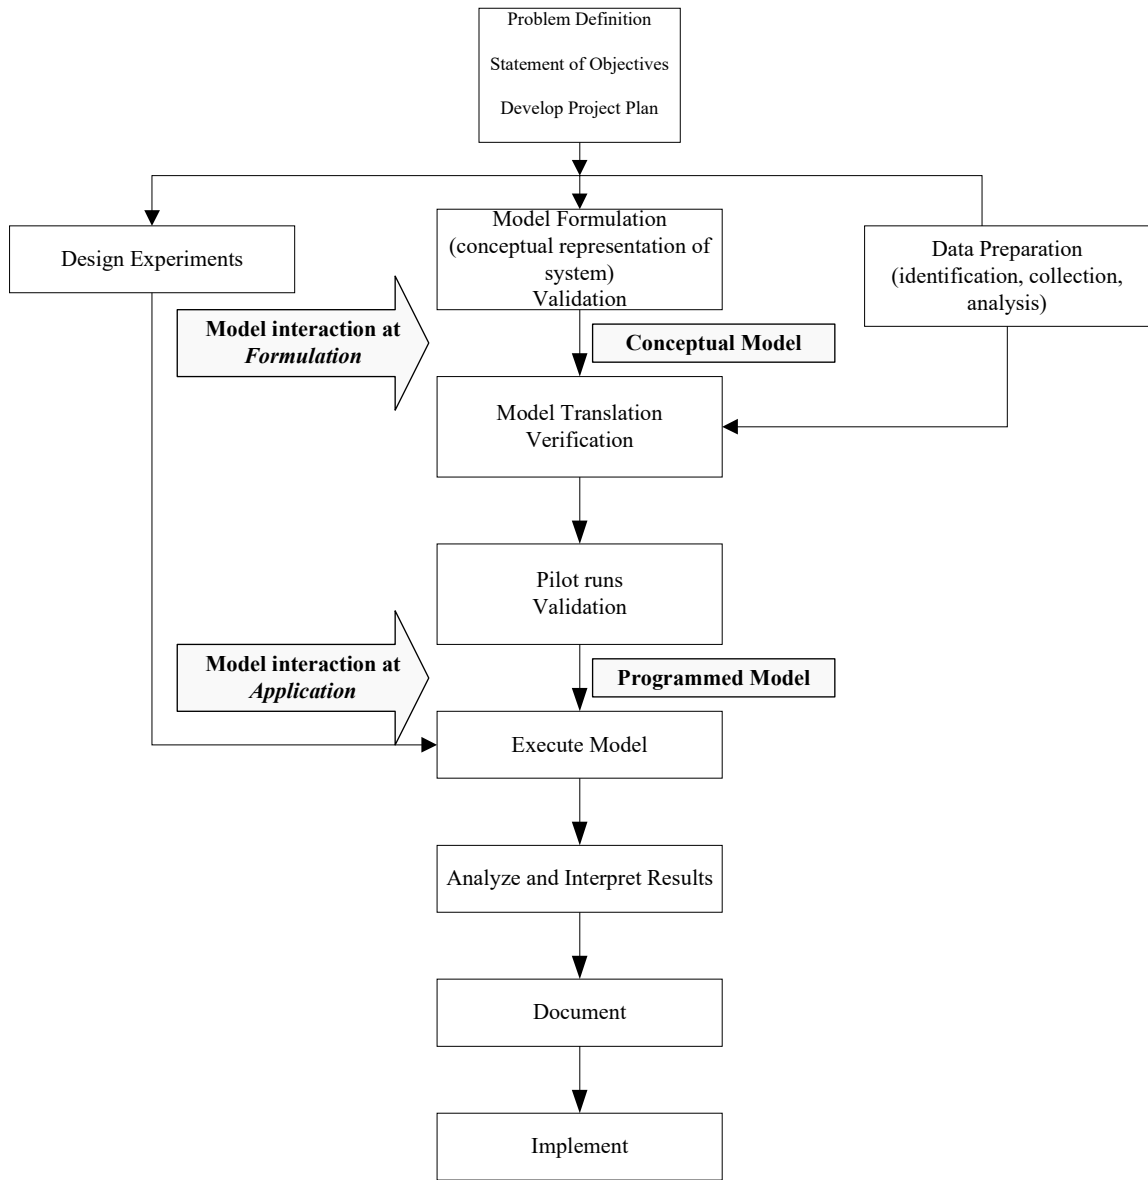 Problem Definition
Statement of Objectives
Develop Project Plan
Design Experiments
Model Formulation
(conceptual representation of
system)
Validation
Data Preparation
(identification, collection,
analysis)
Model interaction at
Formulation
Conceptual Model
Model Translation
Verification
Pilot runs
Validation
Model interaction at
Application
Programmed Model
Execute Model
Analyze and Interpret Results
Document
Implement